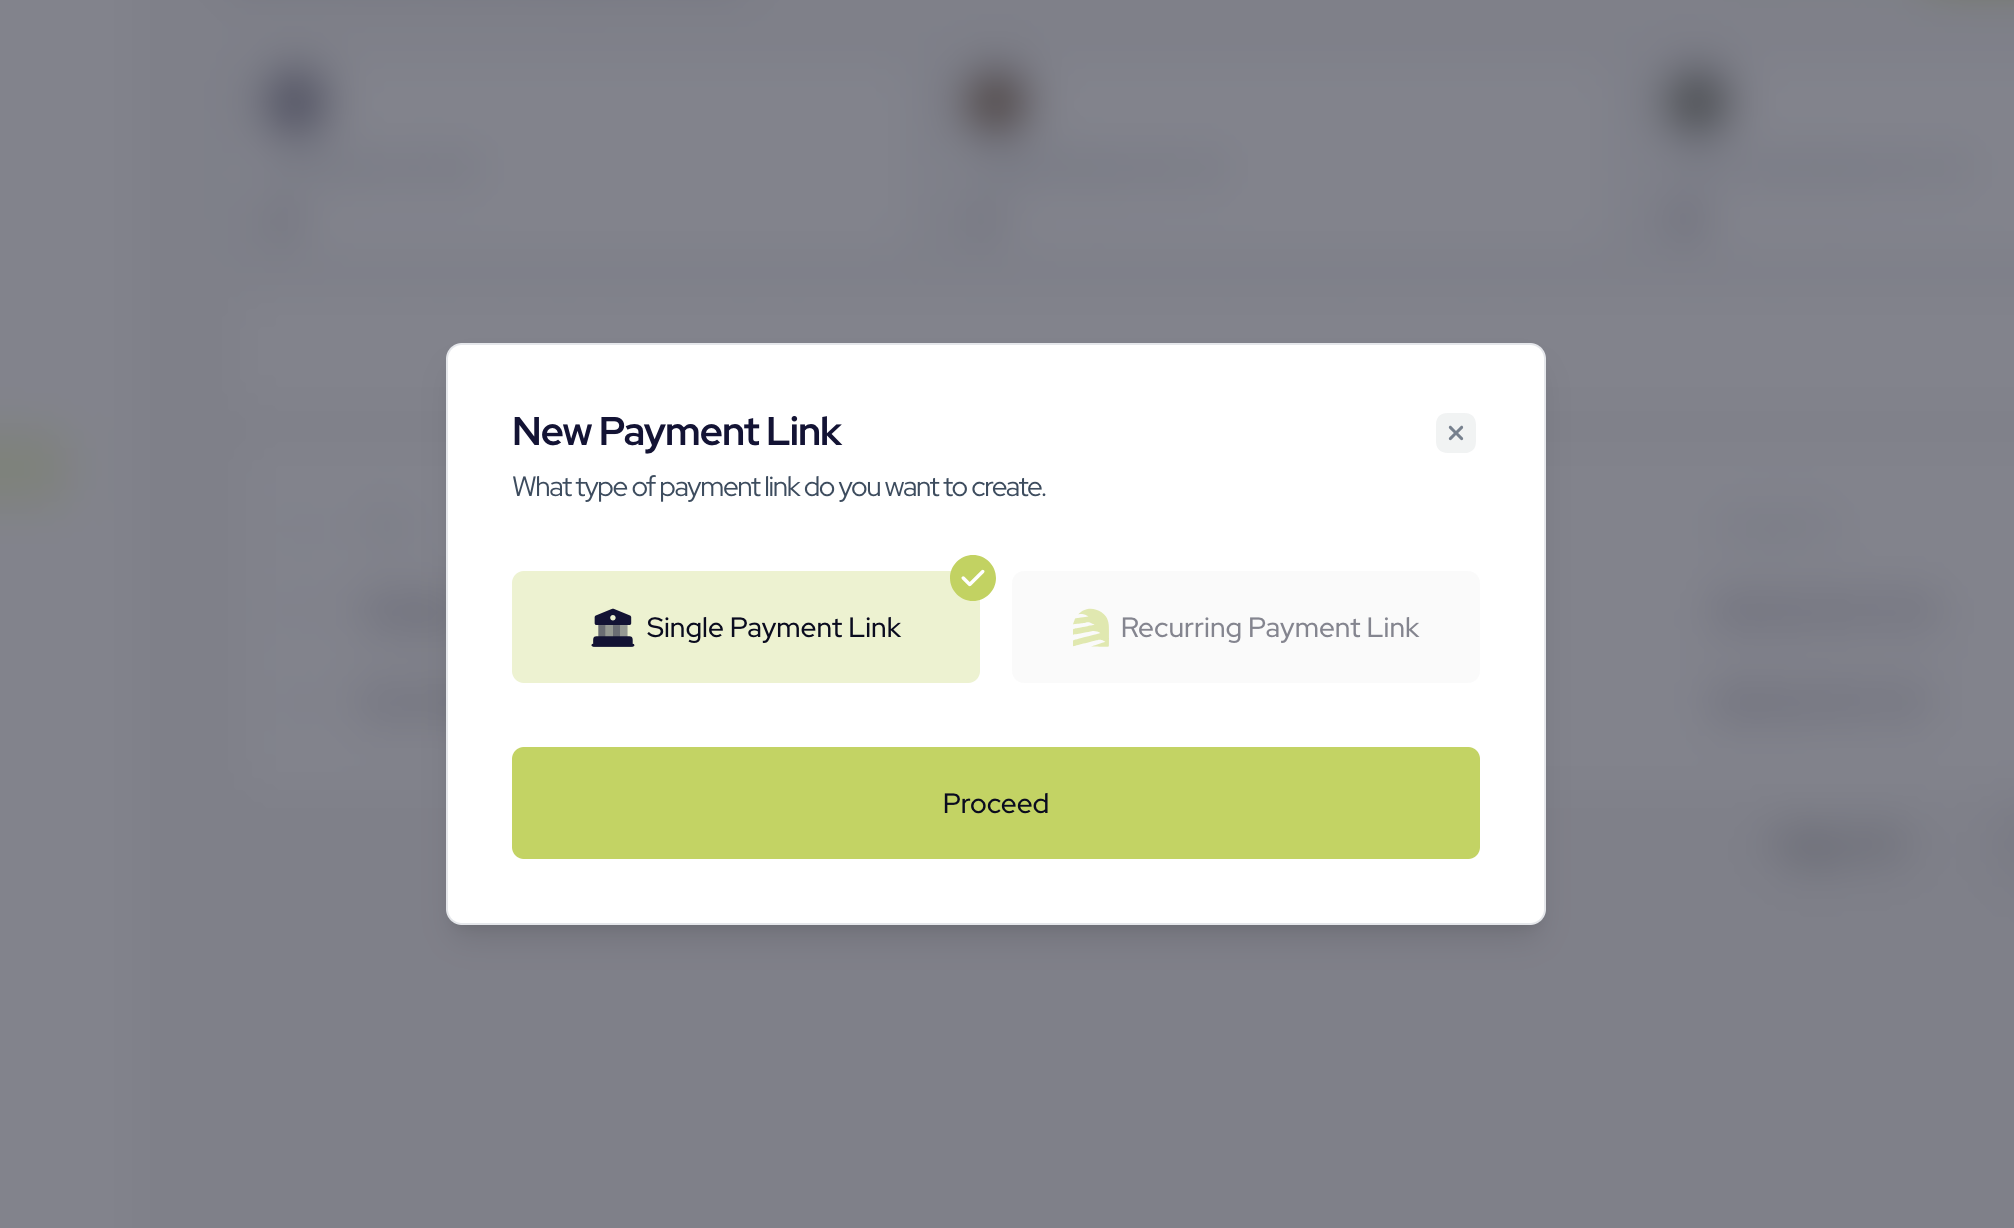 New Payment Link
What type of payment link do you want to create.
Single Payment Link
Recurring Payment Link
Proceed